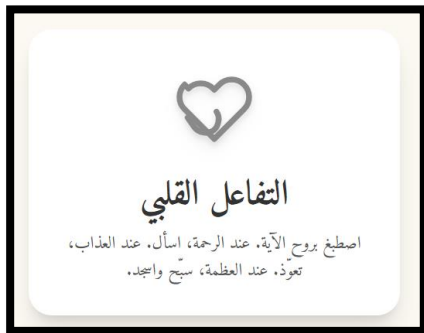 التفاعل القلبي
اصطبغ بروح الآية. عند الرحمة، اسأل. عند العذاب،
تعوّذ. عند العظمة، سبّح واسجد.